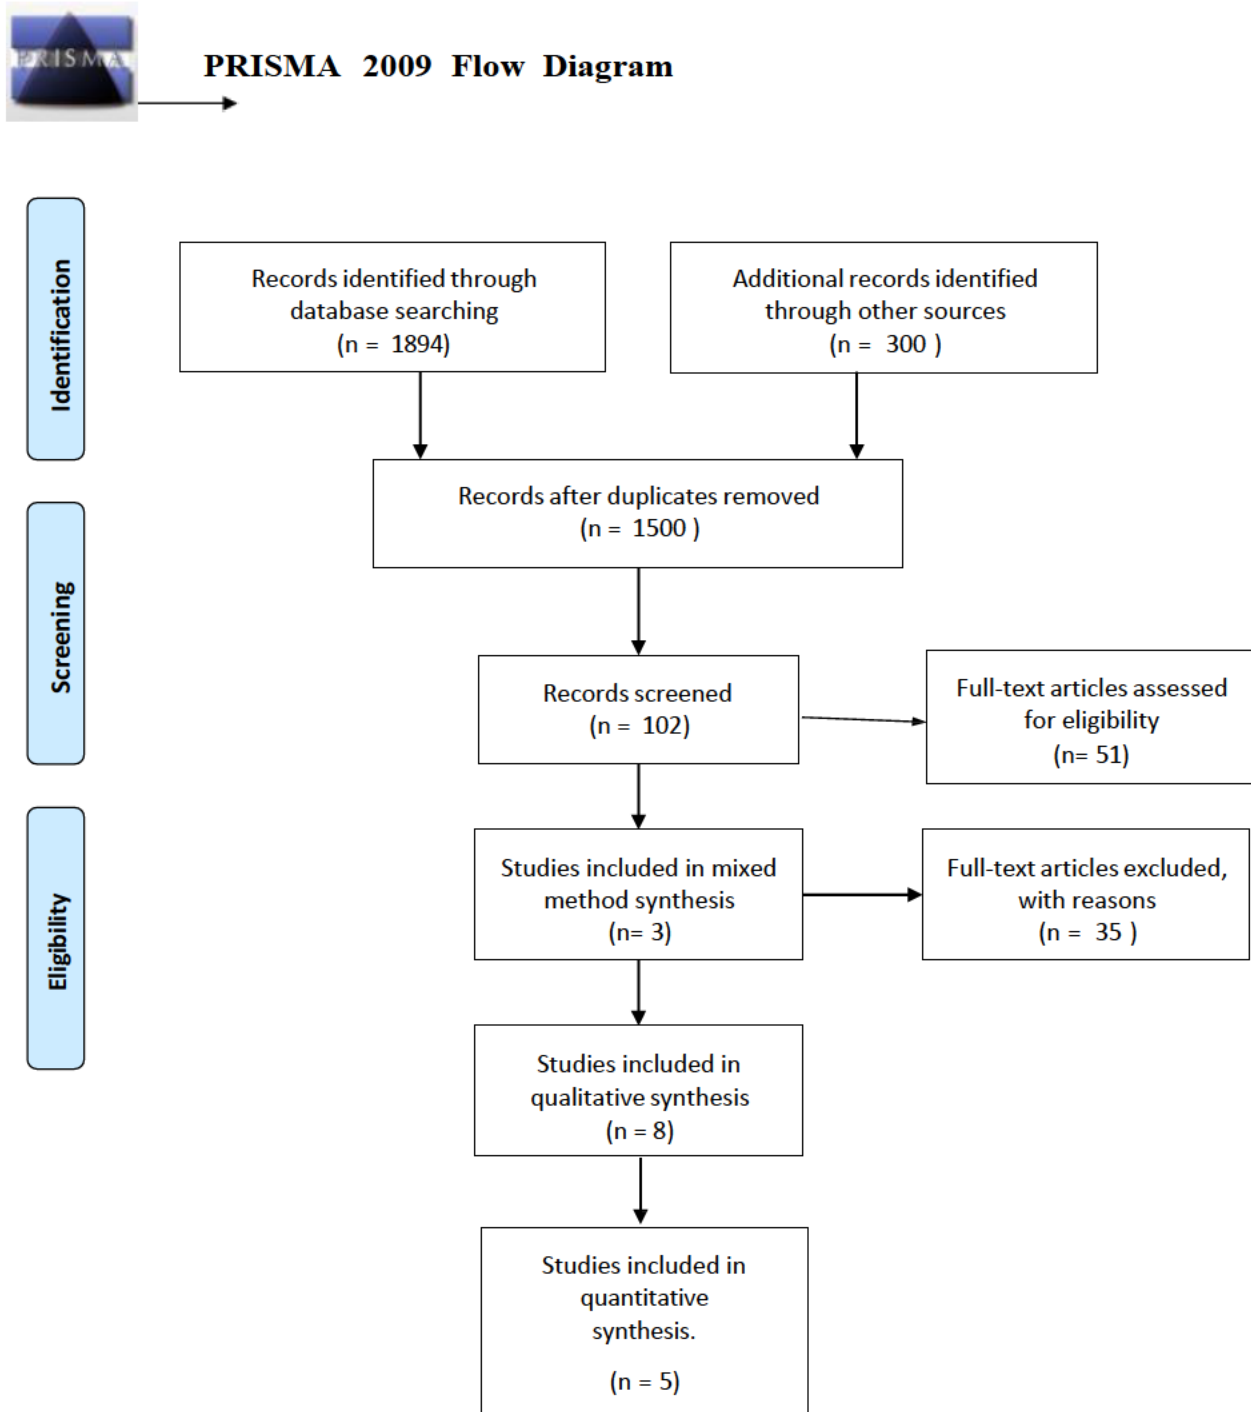 PRISMA
PRISMA 2009 Flow Diagram
Identification
Records identified through
database searching
(n = 1894)
Additional records identified
through other sources
(n = 300 )
Records after duplicates removed
(n = 1500 )
Screening
Records screened
(n = 102)
Full-text articles assessed
for eligibility
(n= 51)
Eligibility
Studies included in mixed
method synthesis
(n= 3)
Full-text articles excluded,
with reasons
(n = 35 )
Studies included in
qualitative synthesis
(n = 8)
Studies included in
quantitative
synthesis.
(n = 5)